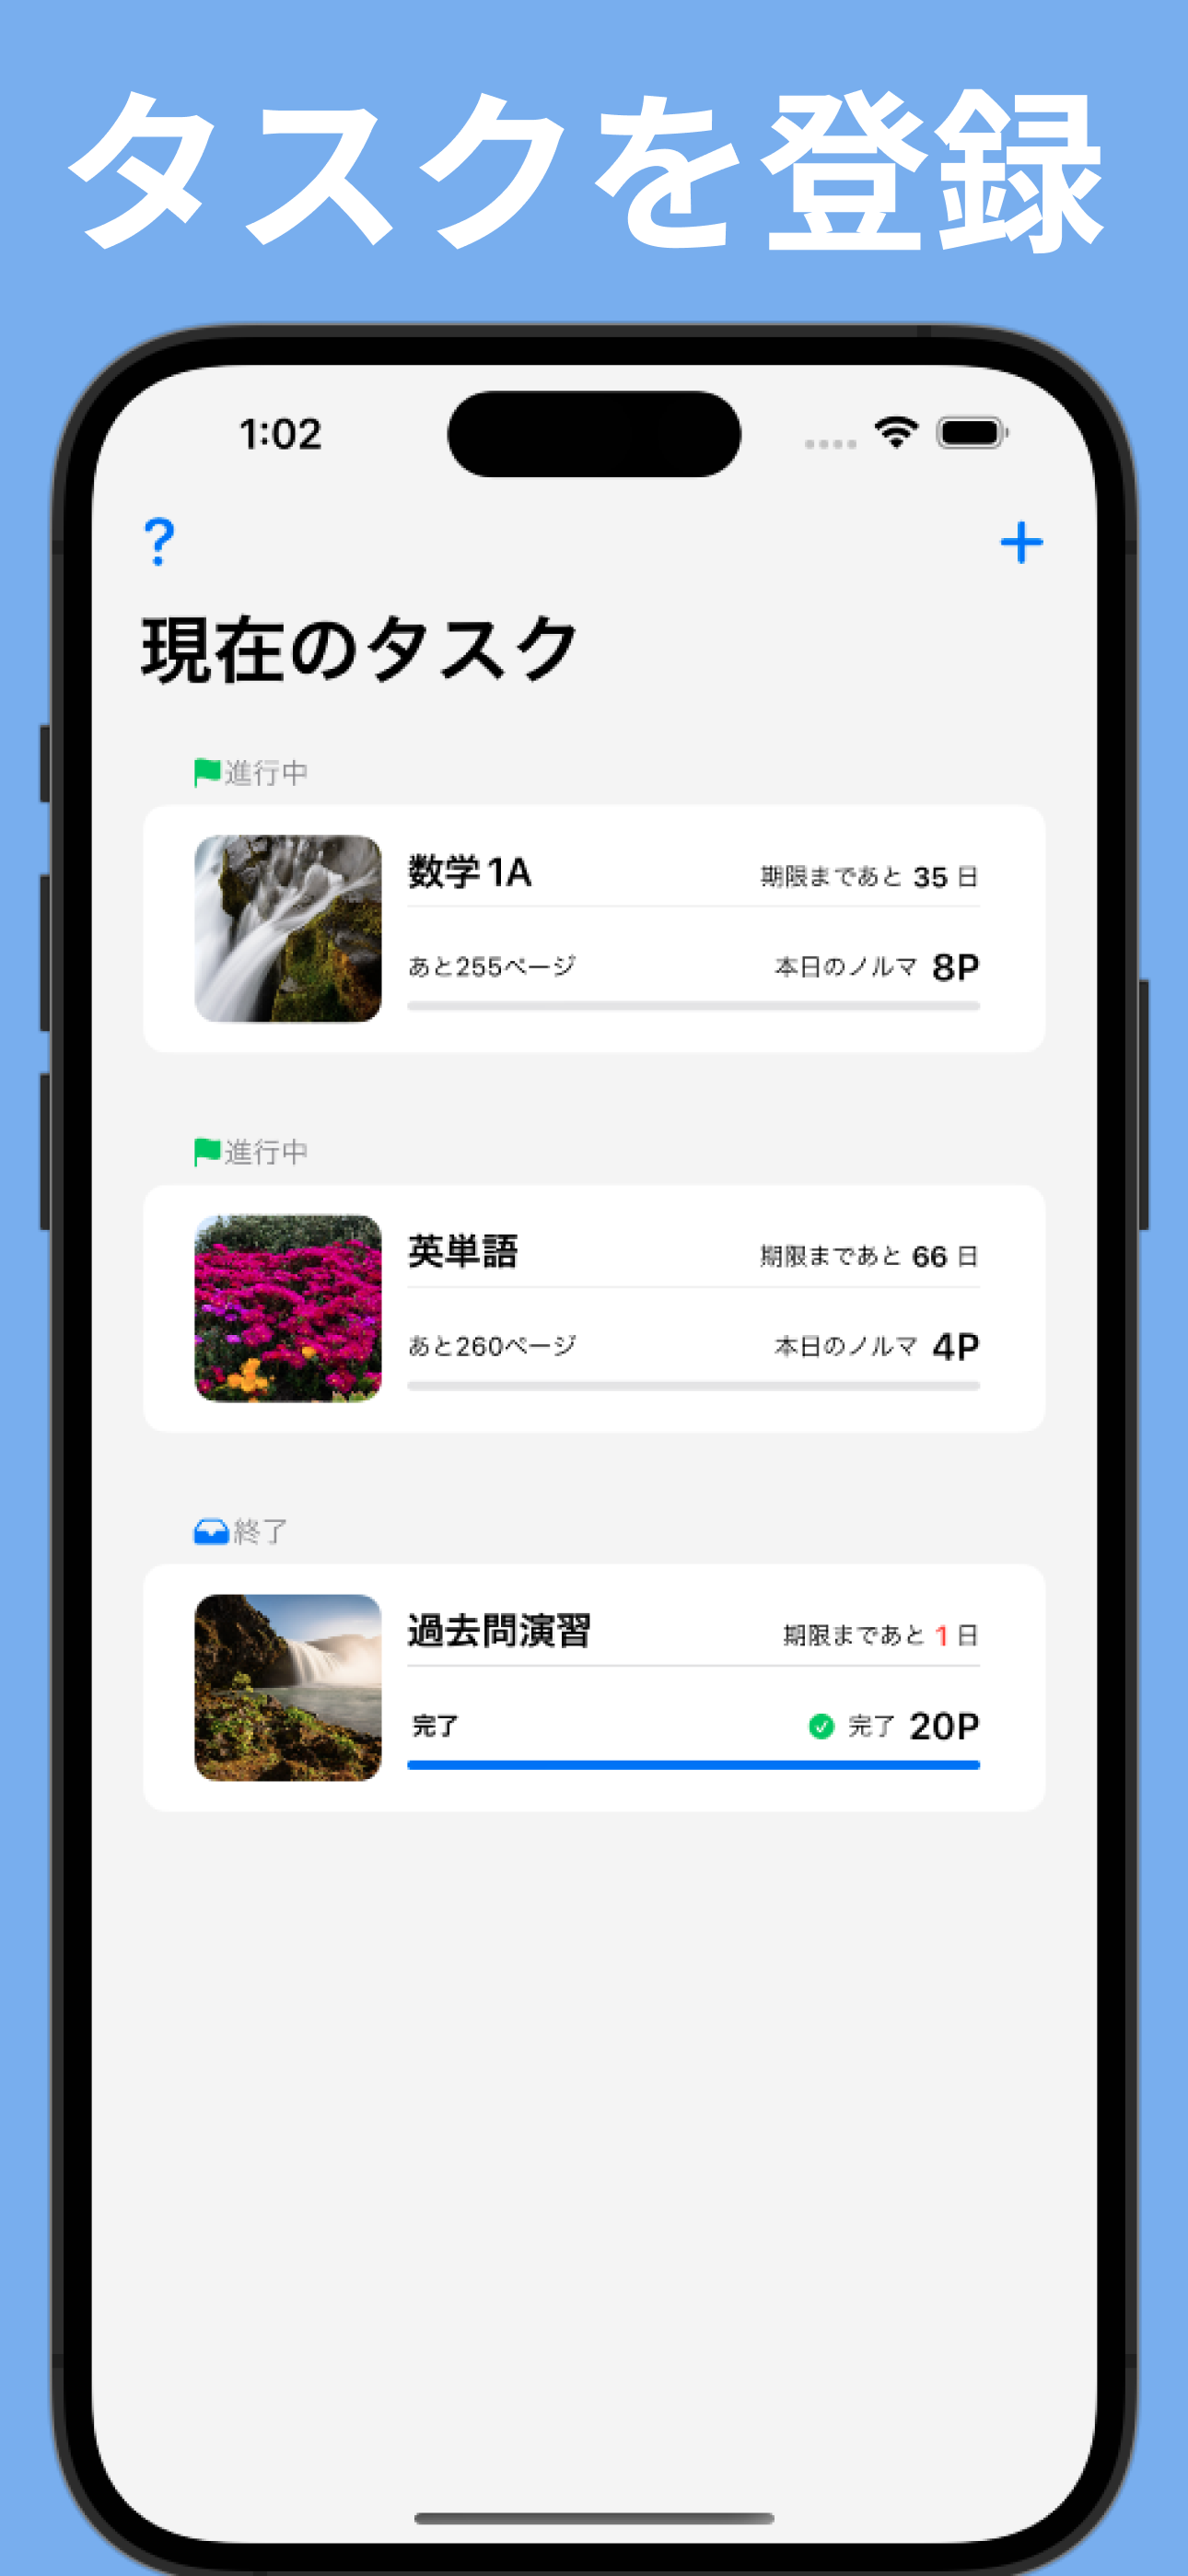 タスクを登録
1:02
?
+
現在のタスク
進行中
数学1A 期限まであと 35 日
あと255ページ 本日のノルマ 8P
進行中
英単語 期限まであと 66 日
あと260ページ 本日のノルマ 4P
終了
過去問演習 期限まであと 1 日
完了 完了 20P